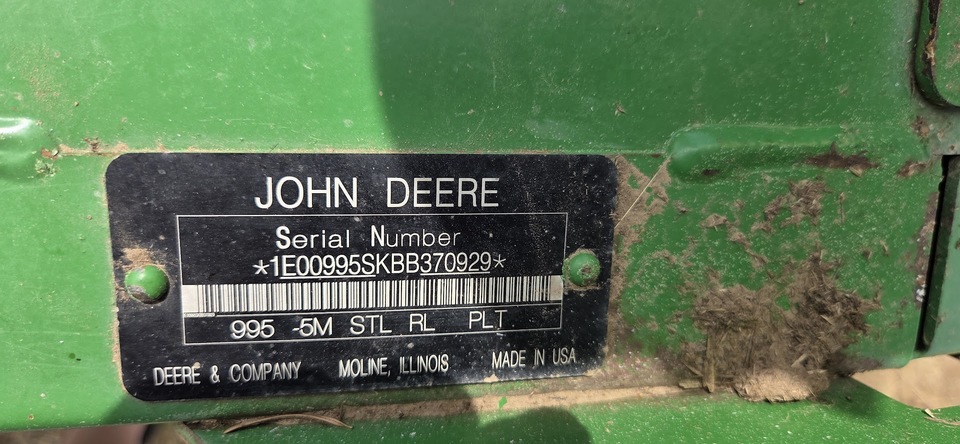 JOHN DEERE
Serial Number
*1E00995SKBB370929*
995 -5M STL RL PLT
DEERE & COMPANY MOLINE, ILLINOIS MADE IN USA